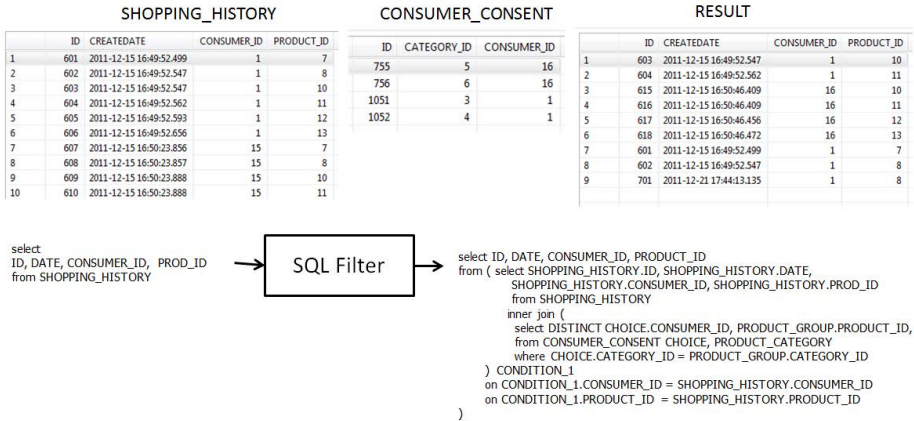 SHOPPING_HISTORY
ID CREATEDATE CONSUMER_ID PRODUCT_ID
1 601 2011-12-15 16:49:52.499 1 7
2 602 2011-12-15 16:49:52.547 1 8
3 603 2011-12-15 16:49:52.547 1 10
4 604 2011-12-15 16:49:52.562 1 11
5 605 2011-12-15 16:49:52.593 1 12
6 606 2011-12-15 16:49:52.656 1 13
7 607 2011-12-15 16:50:23.856 15 7
8 608 2011-12-15 16:50:23.857 15 8
9 609 2011-12-15 16:50:23.888 15 10
10 610 2011-12-15 16:50:23.888 15 11
CONSUMER_CONSENT
ID CATEGORY_ID CONSUMER_ID
755 5 16
756 6 16
1051 3 1
1052 4 1
RESULT
ID CREATEDATE CONSUMER_ID PRODUCT_ID
1 603 2011-12-15 16:49:52.547 1 10
2 604 2011-12-15 16:49:52.562 1 11
3 615 2011-12-15 16:50:46.409 16 10
4 616 2011-12-15 16:50:46.409 16 11
5 617 2011-12-15 16:50:46.456 16 12
6 618 2011-12-15 16:50:46.472 16 13
7 601 2011-12-15 16:49:52.499 1 7
8 602 2011-12-15 16:49:52.547 1 8
9 701 2011-12-21 17:44:13.135 1 8
select
ID, DATE, CONSUMER_ID, PROD_ID
from SHOPPING_HISTORY
SQL Filter
select ID, DATE, CONSUMER_ID, PRODUCT_ID
from ( select SHOPPING_HISTORY.ID, SHOPPING_HISTORY.DATE,
SHOPPING_HISTORY.CONSUMER_ID, SHOPPING_HISTORY.PROD_ID
from SHOPPING_HISTORY
inner join (
select DISTINCT CHOICE.CONSUMER_ID, PRODUCT_GROUP.PRODUCT_ID,
from CONSUMER_CONSENT CHOICE, PRODUCT_CATEGORY
where CHOICE.CATEGORY_ID = PRODUCT_GROUP.CATEGORY_ID
) CONDITION_1
on CONDITION_1.CONSUMER_ID = SHOPPING_HISTORY.CONSUMER_ID
on CONDITION_1.PRODUCT_ID = SHOPPING_HISTORY.PRODUCT_ID
)